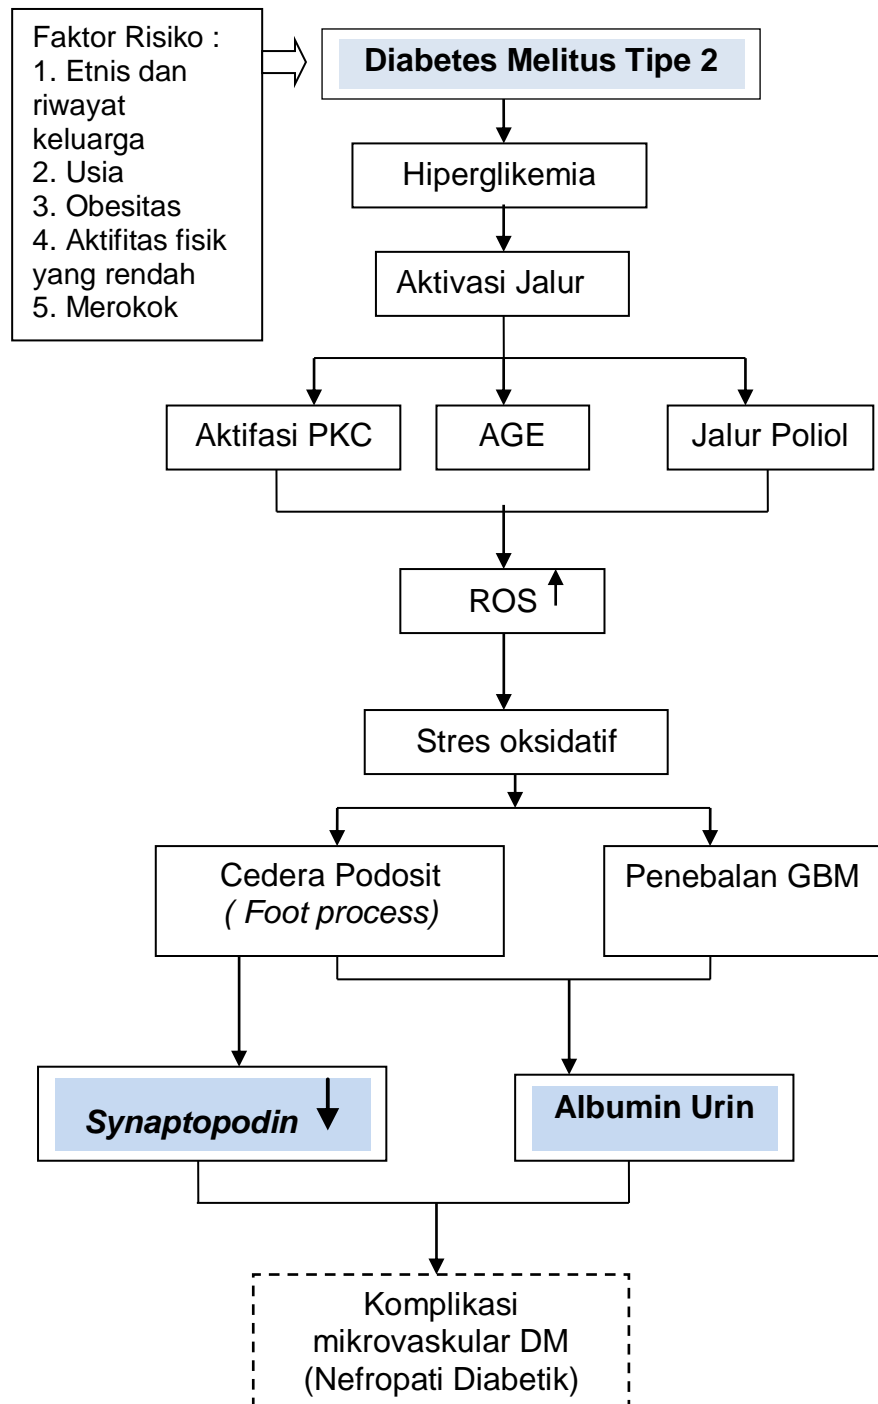 Faktor Risiko :
1. Etnis dan
riwayat
keluarga
2. Usia
3. Obesitas
4. Aktifitas fisik
yang rendah
5. Merokok
Diabetes Melitus Tipe 2
Hiperglikemia
Aktivasi Jalur
Aktifasi PKC
AGE
Jalur Poliol
ROS
Stres oksidatif
Cedera Podosit
( Foot process)
Penebalan GBM
Synaptopodin
Albumin Urin
Komplikasi
mikrovaskular DM
(Nefropati Diabetik)